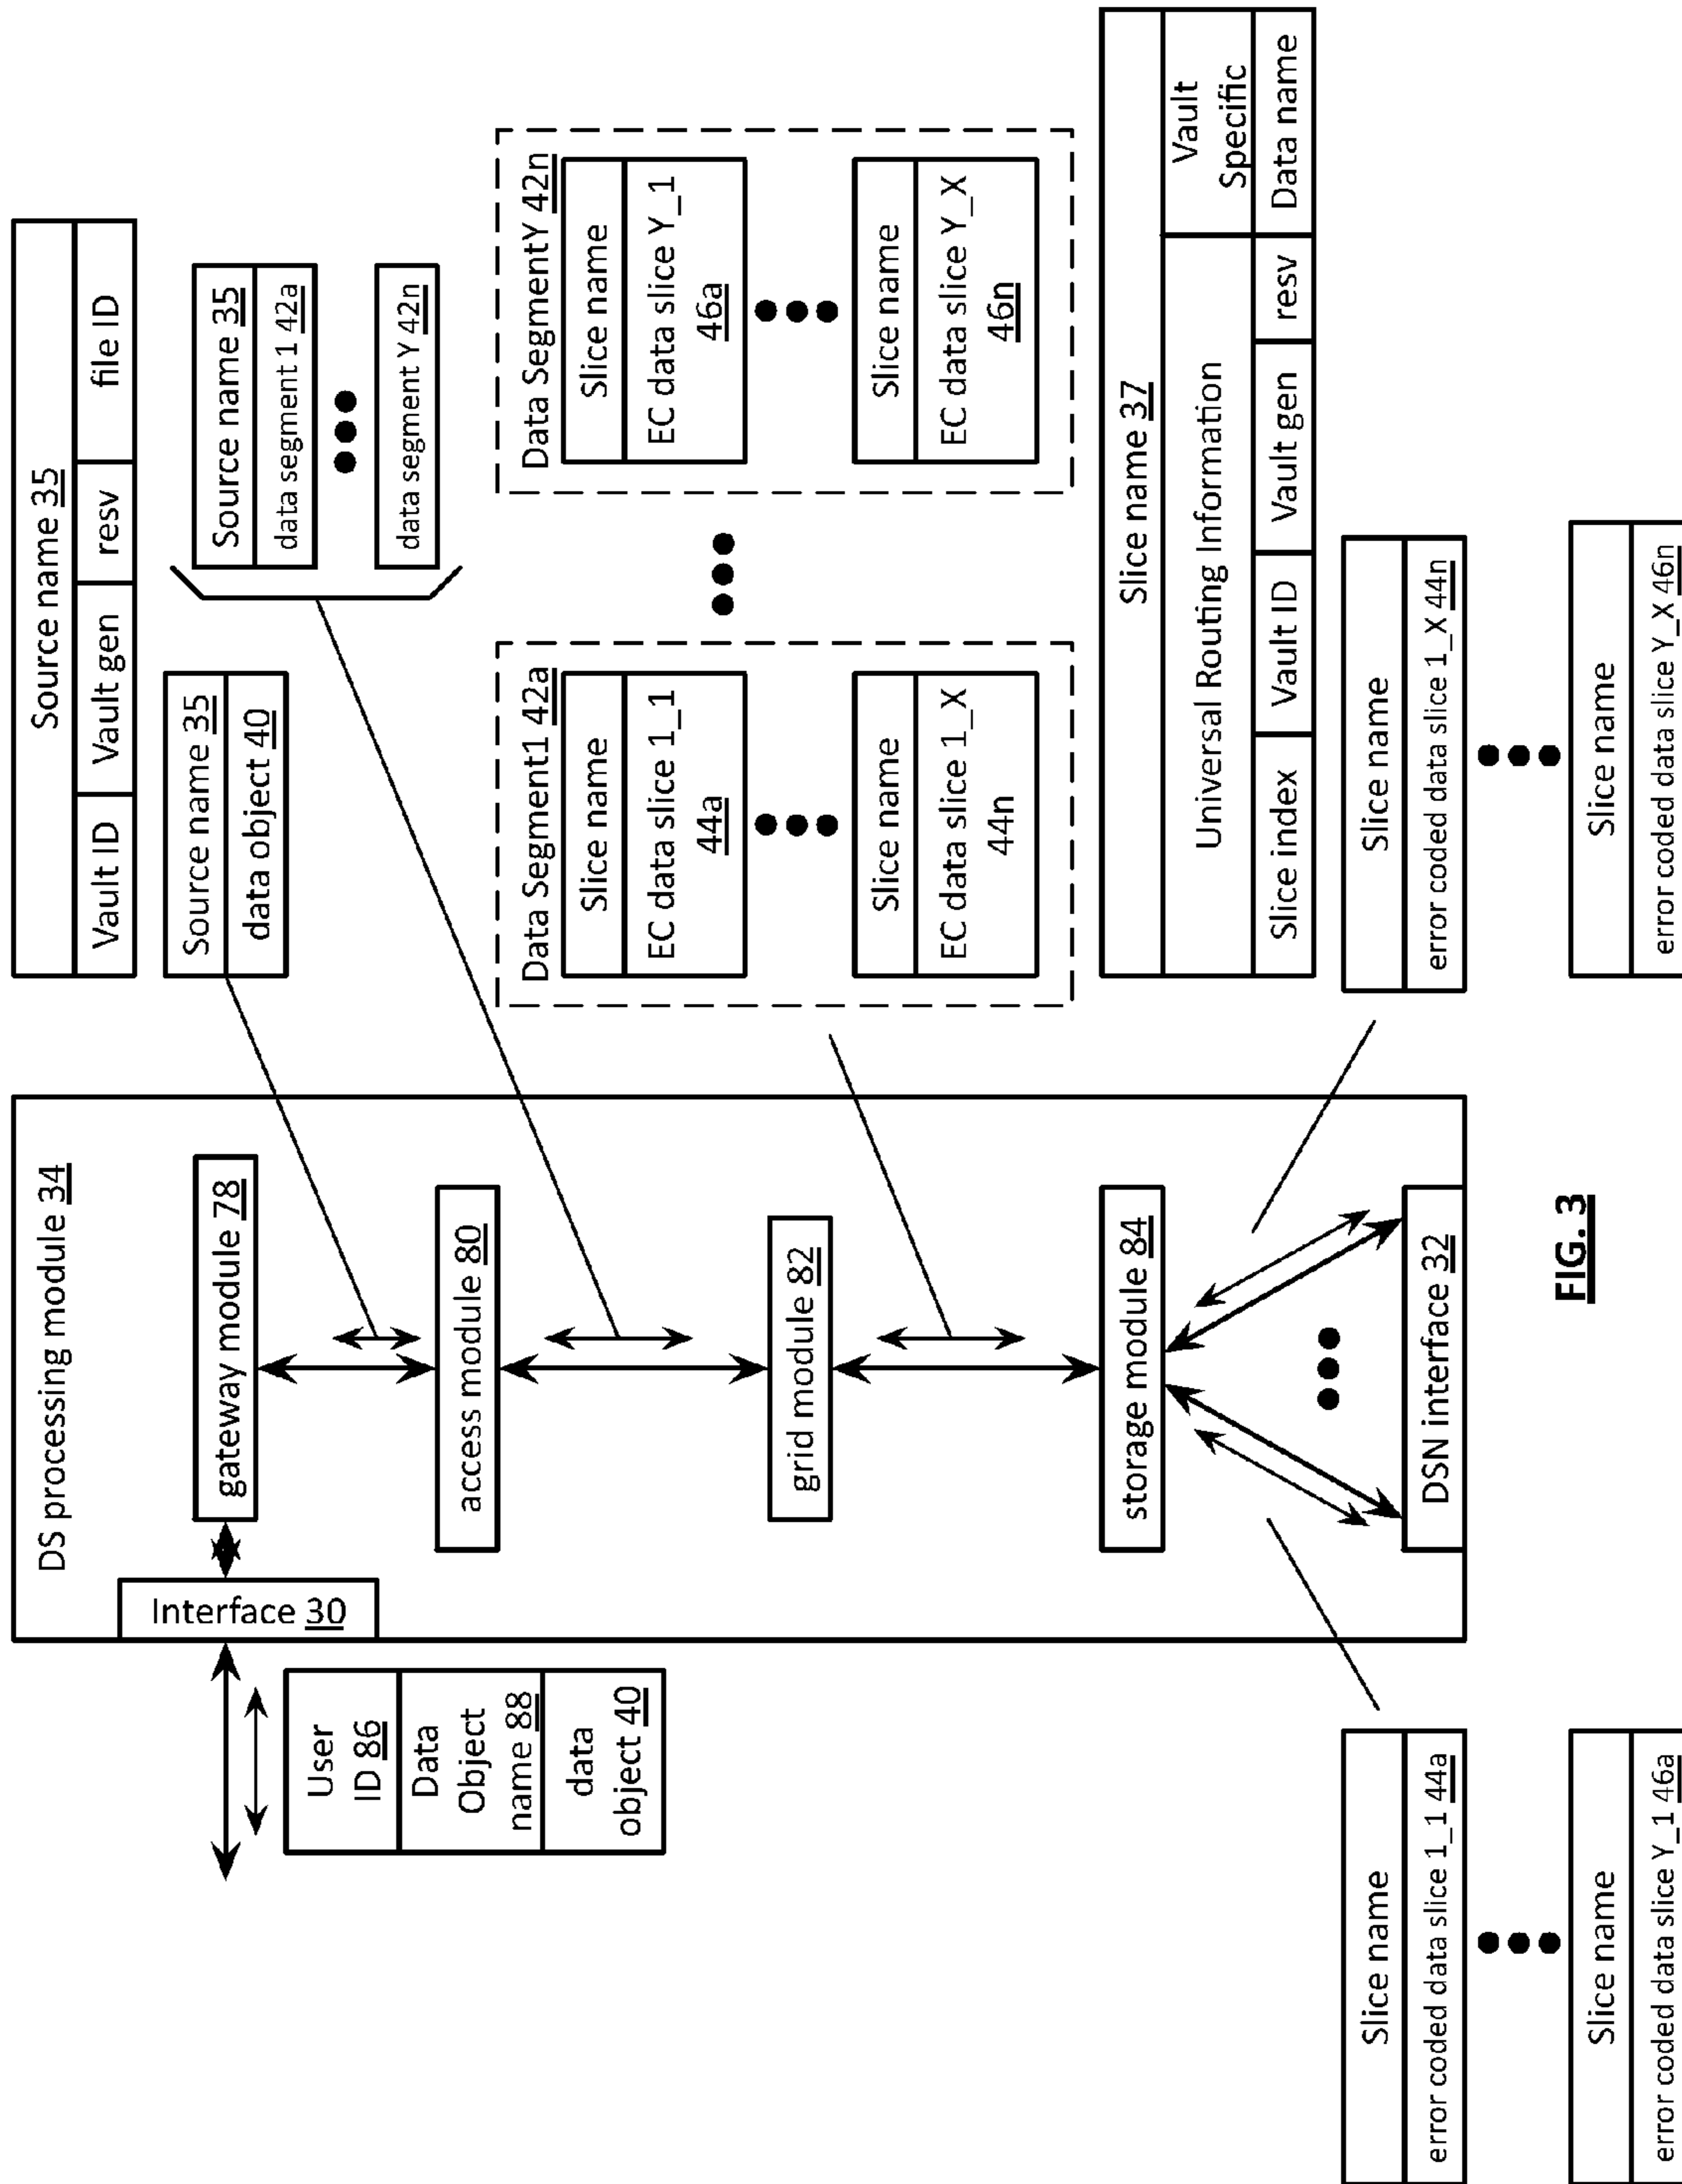 DS processing module 34
Interface 30
gateway module 78
access module 80
grid module 82
storage module 84
DSN interface 32
User
ID 86
Data
Object
name 88
data
object 40
Source name 35
Vault ID
Vault gen
resv
file ID
Source name 35
data object 40
Source name 35
data segment 1 42a
data segment Y 42n
Data Segment1 42a
Slice name
EC data slice 1_1
44a
Slice name
EC data slice 1_X
44n
Data SegmentY 42n
Slice name
EC data slice Y_1
46a
Slice name
EC data slice Y_X
46n
Slice name 37
Universal Routing Information
Vault
Specific
Slice index
Vault ID
Vault gen
resv
Data name
Slice name
error coded data slice 1_1 44a
Slice name
error coded data slice Y_1 46a
Slice name
error coded data slice 1_X 44n
Slice name
error coded data slice Y_X 46n
FIG. 3